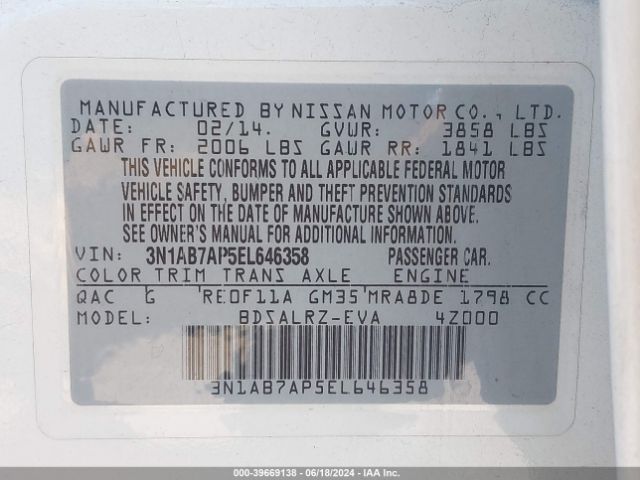 MANUFACTURED BY NISSAN MOTOR CO., LTD.
DATE: 02/14. GVWR: 3858 LBS
GAWR FR: 2006 LBS GAWR RR: 1841 LBS
THIS VEHICLE CONFORMS TO ALL APPLICABLE FEDERAL MOTOR
VEHICLE SAFETY, BUMPER AND THEFT PREVENTION STANDARDS
IN EFFECT ON THE DATE OF MANUFACTURE SHOWN ABOVE.
SEE OWNER'S MANUAL FOR ADDITIONAL INFORMATION.
VIN: 3N1AB7AP5EL646358 PASSENGER CAR.
COLOR TRIM TRANS AXLE ENGINE
QAC G RE0F11A GM35 MRA8DE 1798 CC
MODEL: BDSALRZ-EVA 4Z000
3N1AB7AP5EL646358
000-39669138 - 06/18/2024 - IAA